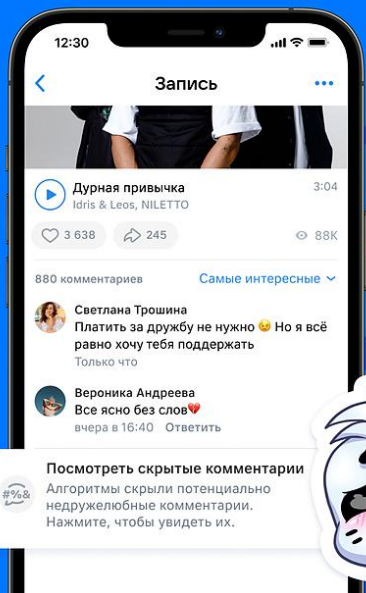 12:30
Запись
Дурная привычка
3:04
Idris & Leos, NILETTO
3 638
245
88K
880 комментариев
Самые интересные
Светлана Трошина
Платить за дружбу не нужно 😉 Но я всё
равно хочу тебя поддержать
Только что
Вероника Андреева
Все ясно без слов💔
вчера в 16:40 Ответить
Посмотреть скрытые комментарии
#%&
Алгоритмы скрыли потенциально
недружелюбные комментарии.
Нажмите, чтобы увидеть их.